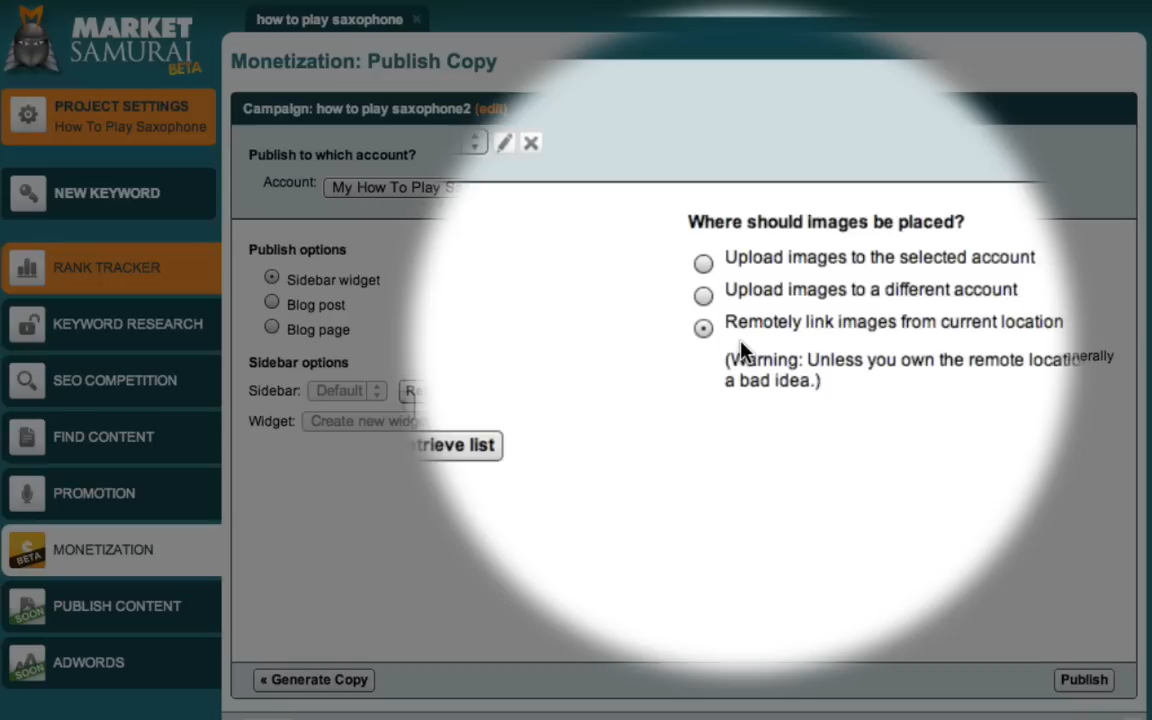 MARKET
SAMURAI
BETA
how to play saxophone
Monetization: Publish Copy
PROJECT SETTINGS
How To Play Saxophone
NEW KEYWORD
RANK TRACKER
KEYWORD RESEARCH
SEO COMPETITION
FIND CONTENT
PROMOTION
BETA
MONETIZATION
SOON
PUBLISH CONTENT
SOON
ADWORDS
Campaign: how to play saxophone2 (edit)
Publish to which account?
Account: My How To Play
Publish options
Sidebar widget
Blog post
Blog page
Sidebar options
Sidebar: Default
Widget: Create new
trieve list
Where should images be placed?
Upload images to the selected account
Upload images to a different account
Remotely link images from current location
(Warning: Unless you own the remote
a bad idea.)
« Generate Copy
Publish